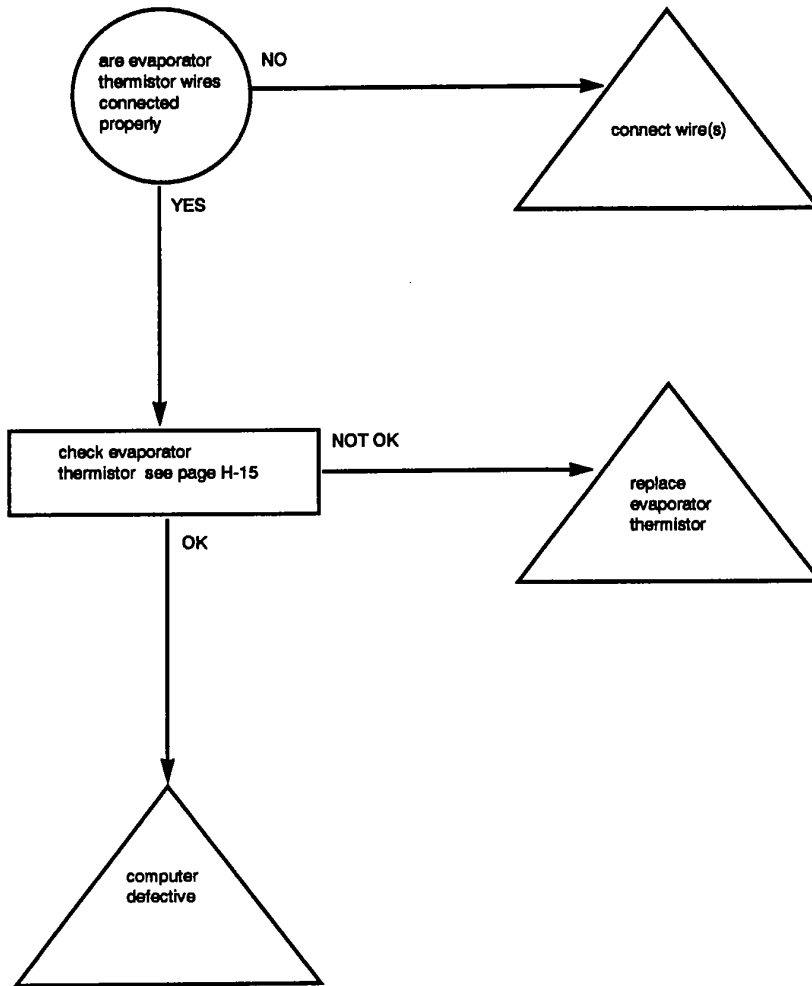 are evaporator
thermistor wires
connected
properly
NO
connect wire(s)
YES
check evaporator
thermistor see page H-15
NOT OK
replace
evaporator
thermistor
OK
computer
defective